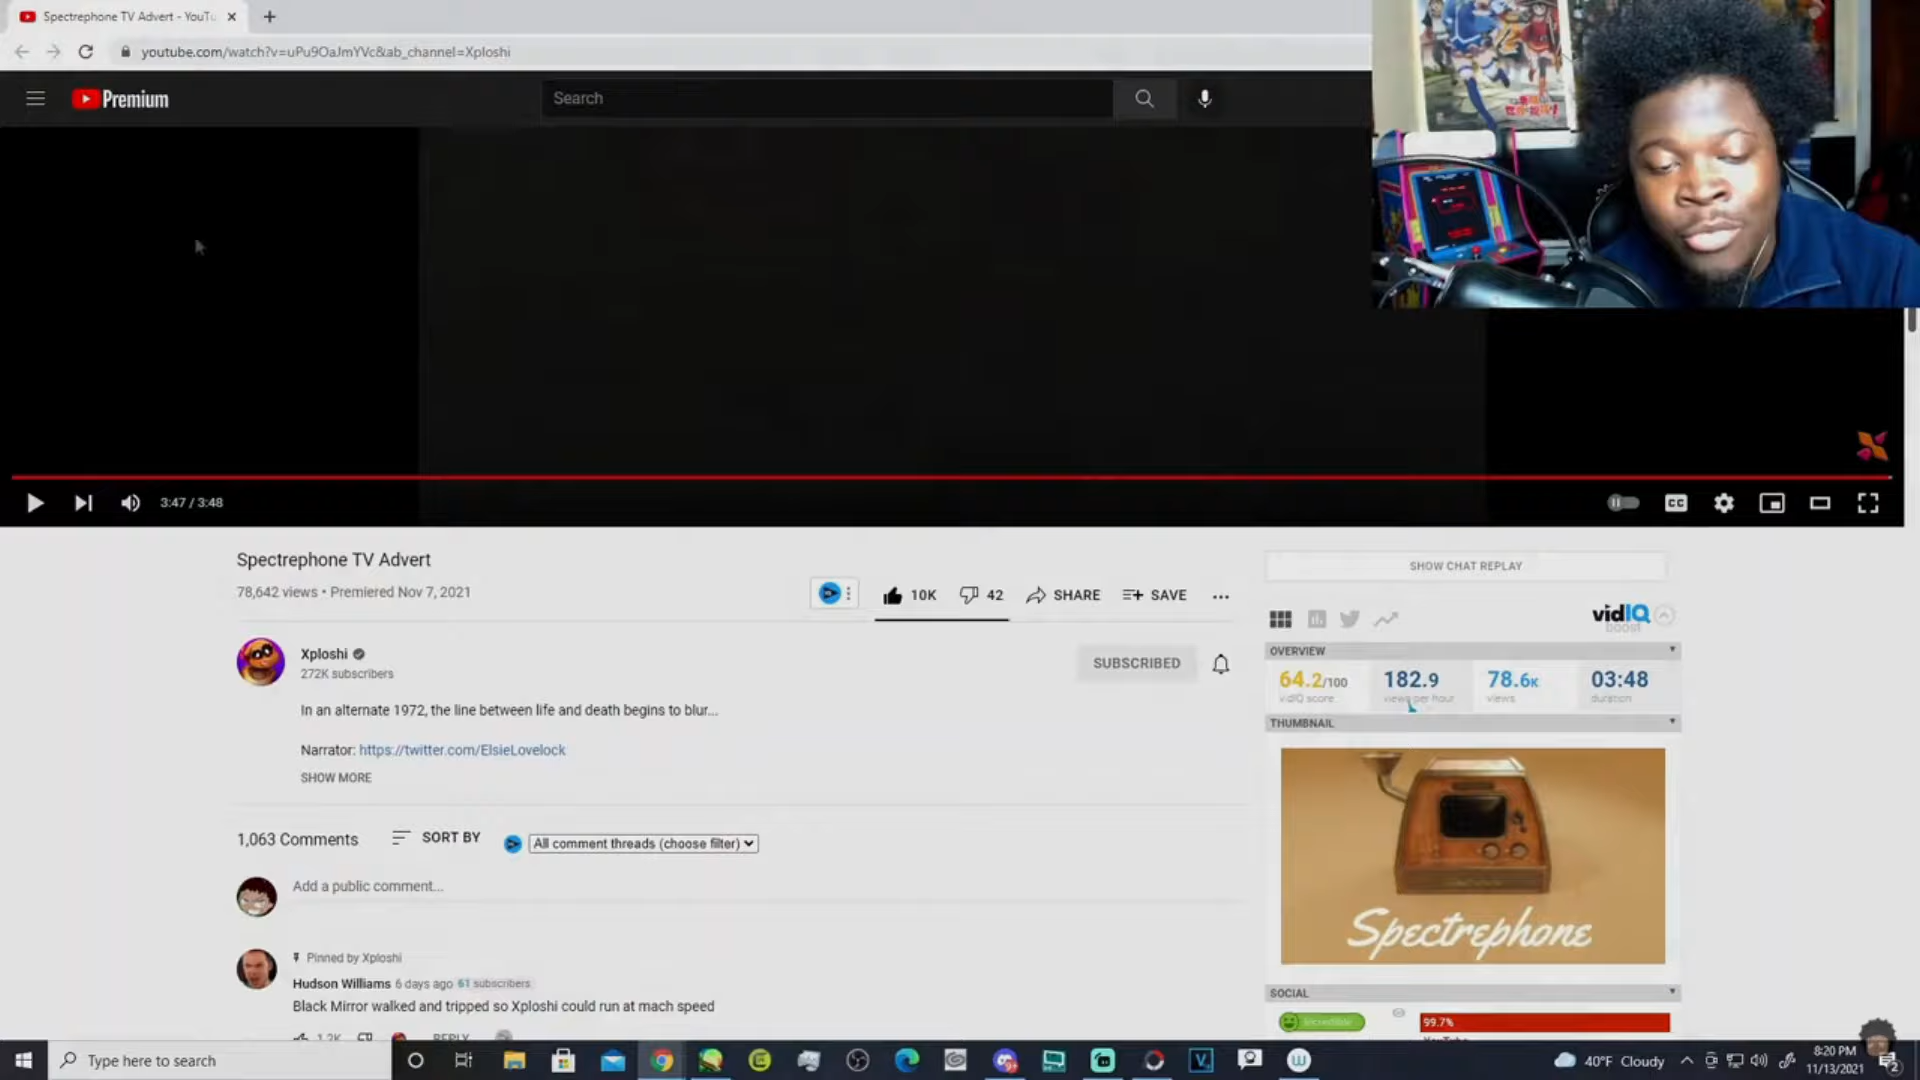 Spectrephone TV Advert - YouTu
youtube.com/watch?v=uPu9OaJmYVc&ab_channel=Xploshi
Premium
Search
3:47 / 3:48
CC
Spectrephone TV Advert
78,642 views • Premiered Nov 7, 2021
10K
42
SHARE
SAVE
Xploshi
272K subscribers
SUBSCRIBED
In an alternate 1972, the line between life and death begins to blur...
Narrator: https://twitter.com/ElsieLovelock
SHOW MORE
1,063 Comments
SORT BY
All comment threads (choose filter)
Add a public comment...
Pinned by Xploshi
Hudson Williams 6 days ago 61 subscribers
Black Mirror walked and tripped so Xploshi could run at mach speed
1.2K
REPLY
SHOW CHAT REPLAY
vidIQ
boost
OVERVIEW
64.2/100
182.9
78.6K
03:48
vidIQ score
views per hour
views
duration
THUMBNAIL
Spectrephone
SOCIAL
incredible
99.7%
YouTube
Type here to search
40°F Cloudy
8:20 PM
11/13/2021
2